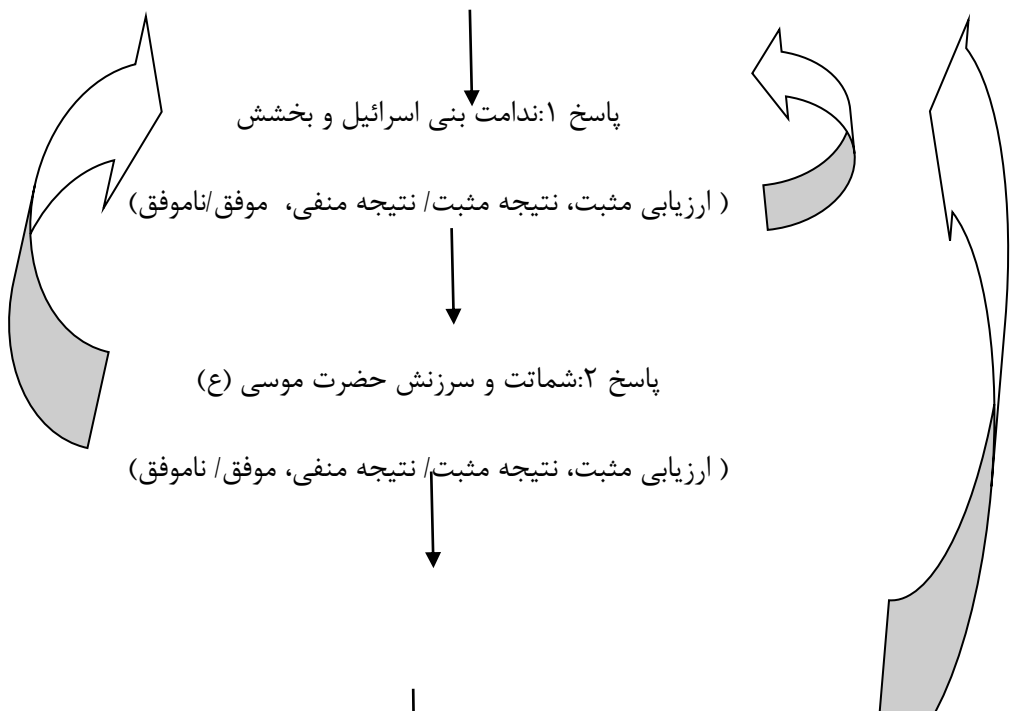 پاسخ ۱:ندامت بنی اسرائیل و بخشش
( ارزیابی مثبت، نتیجه مثبت/ نتیجه منفی، موفق/ناموفق)
پاسخ ۲:شماتت و سرزنش حضرت موسی (ع)
( ارزیابی مثبت، نتیجه مثبت/ نتیجه منفی، موفق/ ناموفق)